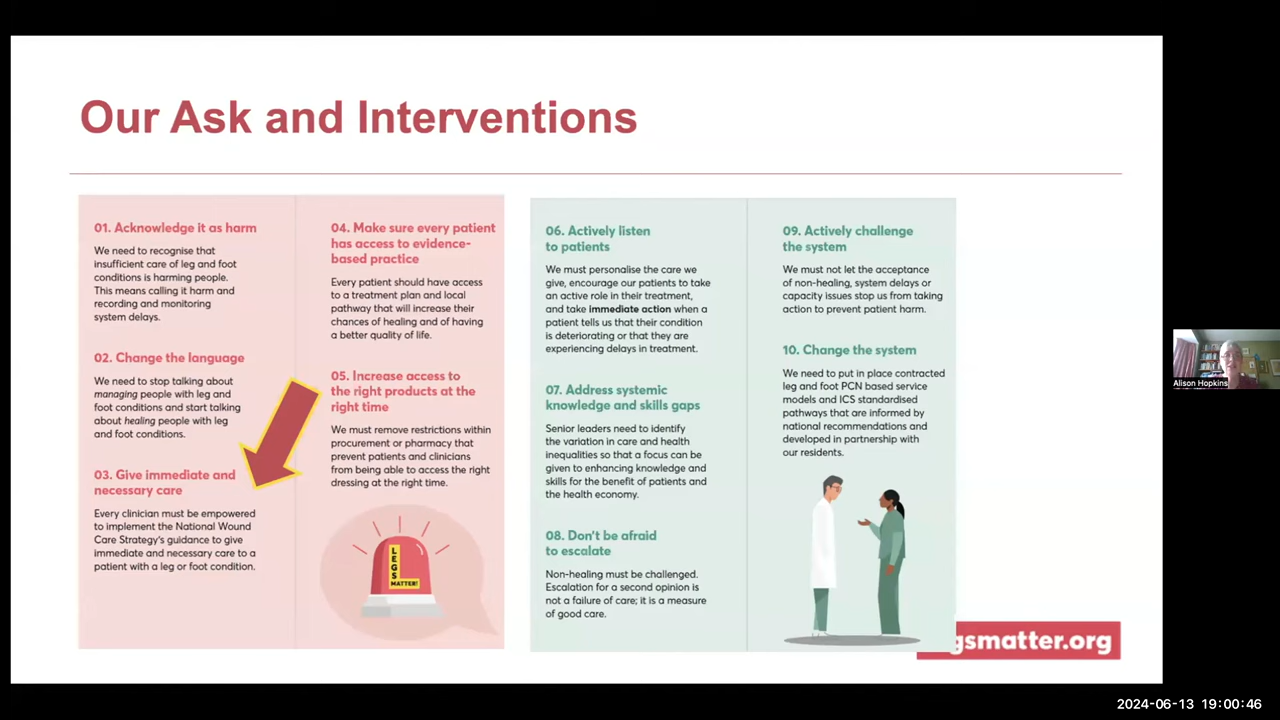 Our Ask and Interventions
01. Acknowledge it as harm
We need to recognise that
insufficient care of leg and foot
conditions is harming people.
This means calling it harm and
recording and monitoring
system delays.
02. Change the language
We need to stop talking about
managing people with leg and
foot conditions and start talking
about healing people with leg
and foot conditions.
03. Give immediate and
necessary care
Every clinician must be empowered
to implement the National Wound
Care Strategy's guidance to give
immediate and necessary care to a
patient with a leg or foot condition.
04. Make sure every patient
has access to evidence-
based practice
Every patient should have access
to a treatment plan and local
pathway that will increase their
chances of healing and of having
a better quality of life.
05. Increase access to
the right products at the
right time
We must remove restrictions within
procurement or pharmacy that
prevent patients and clinicians
from being able to access the right
dressing at the right time.
LEGS
MATTER!
06. Actively listen
to patients
We must personalise the care we
give, encourage our patients to take
an active role in their treatment,
and take immediate action when a
patient tells us that their condition
is deteriorating or that they are
experiencing delays in treatment.
07. Address systemic
knowledge and skills gaps
Senior leaders need to identify
the variation in care and health
inequalities so that a focus can be
given to enhancing knowledge and
skills for the benefit of patients and
the health economy.
08. Don't be afraid
to escalate
Non-healing must be challenged.
Escalation for a second opinion is
not a failure of care; it is a measure
of good care.
09. Actively challenge
the system
We must not let the acceptance
of non-healing, system delays or
capacity issues stop us from taking
action to prevent patient harm.
10. Change the system
We need to put in place contracted
leg and foot PCN based service
models and ICS standardised
pathways that are informed by
national recommendations and
developed in partnership with
our residents.
gsmatter.org
Alison Hopkins
2024-06-13 19:00:46